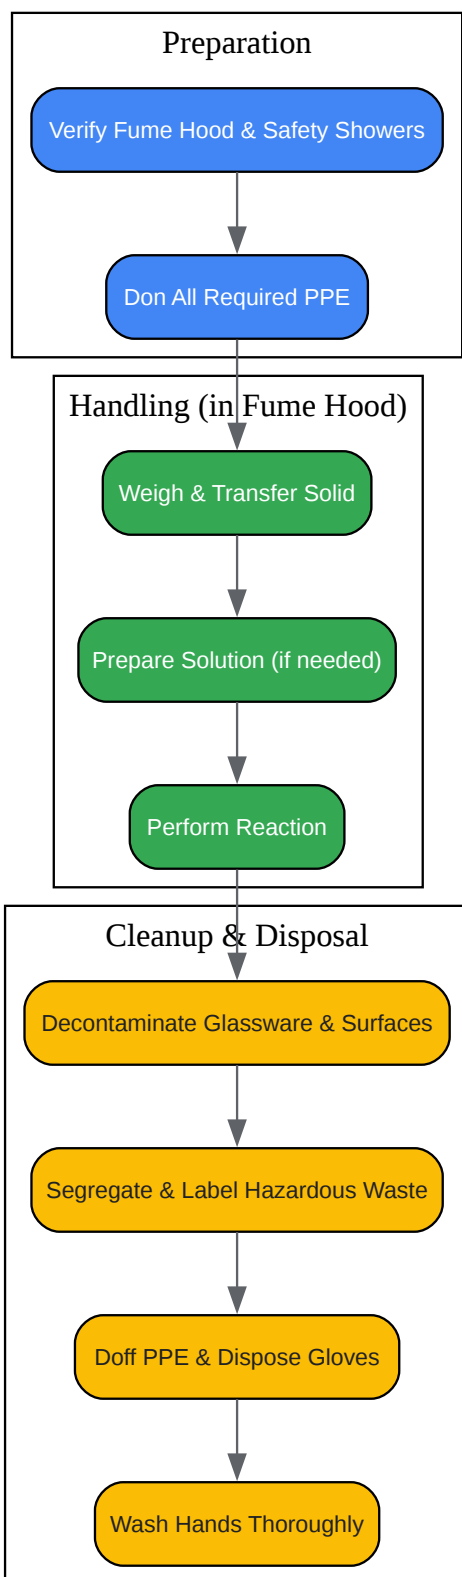 Preparation
Verify Fume Hood & Safety Showers
Don All Required PPE
Handling (in Fume Hood)
Weigh & Transfer Solid
Prepare Solution (if needed)
Perform Reaction
Cleanup & Disposal
Decontaminate Glassware & Surfaces
Segregate & Label Hazardous Waste
Doff PPE & Dispose Gloves
Wash Hands Thoroughly